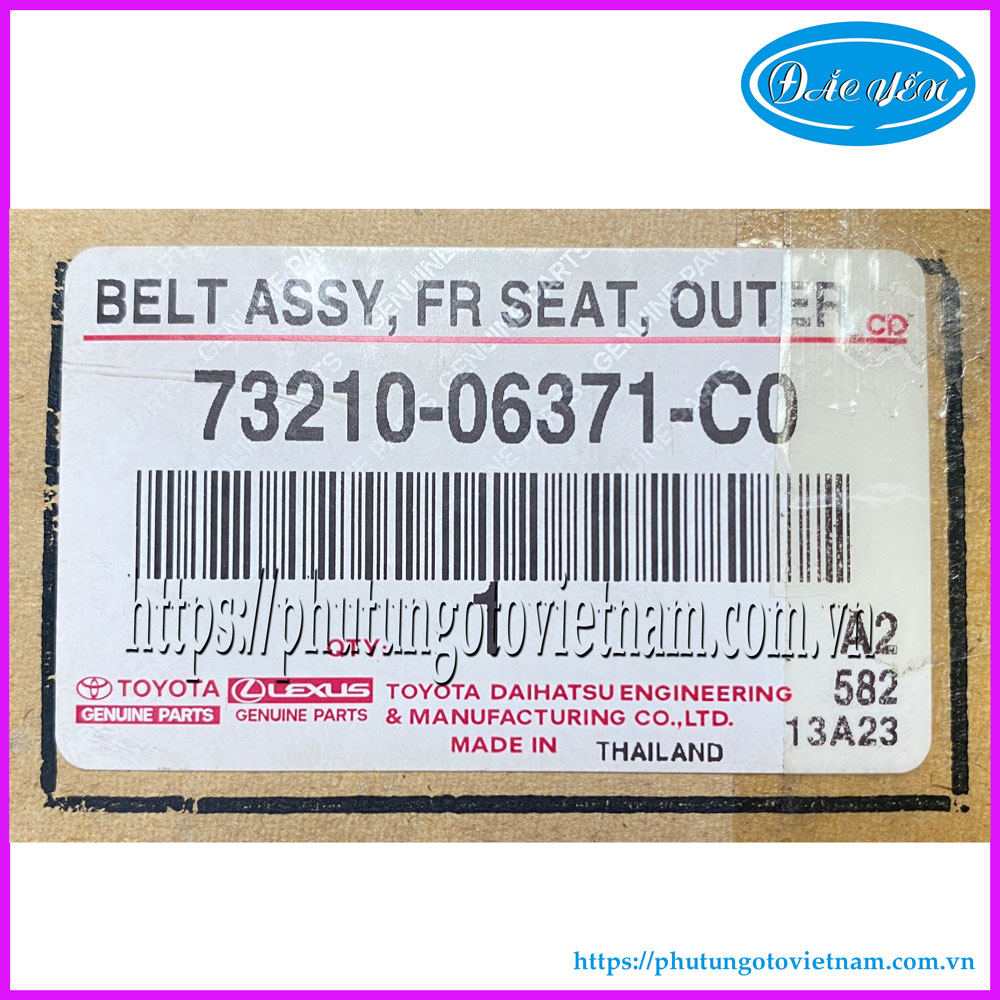 ĐẮC YẾN
BELT ASSY, FR SEAT, OUTER
CD
73210-06371-C0
https://phutungotovietnam.com.vn
QTY: 1
A2
582
13A23
TOYOTA
GENUINE PARTS
LEXUS
GENUINE PARTS
TOYOTA DAIHATSU ENGINEERING
& MANUFACTURING CO.,LTD.
MADE IN THAILAND
https://phutungotovietnam.com.vn